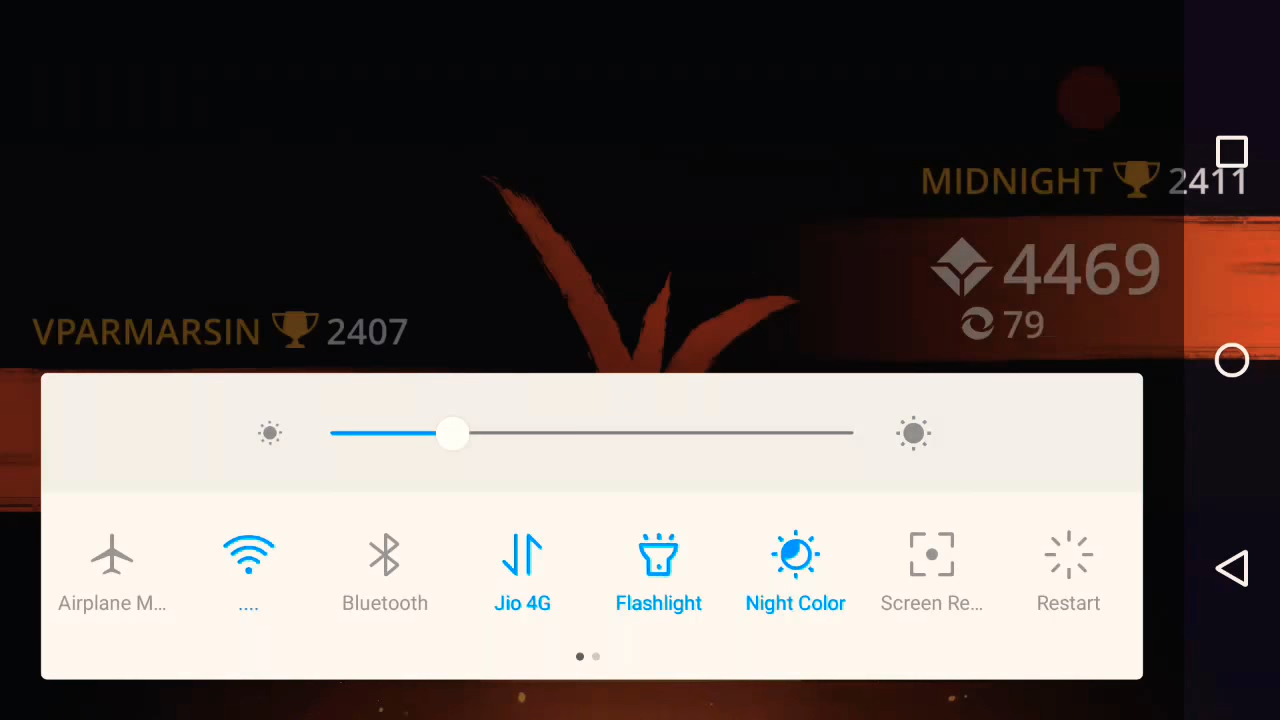 MIDNIGHT 2411
4469
79
VPARMARSIN 2407
Airplane M... .... Bluetooth Jio 4G Flashlight Night Color Screen Re... Restart